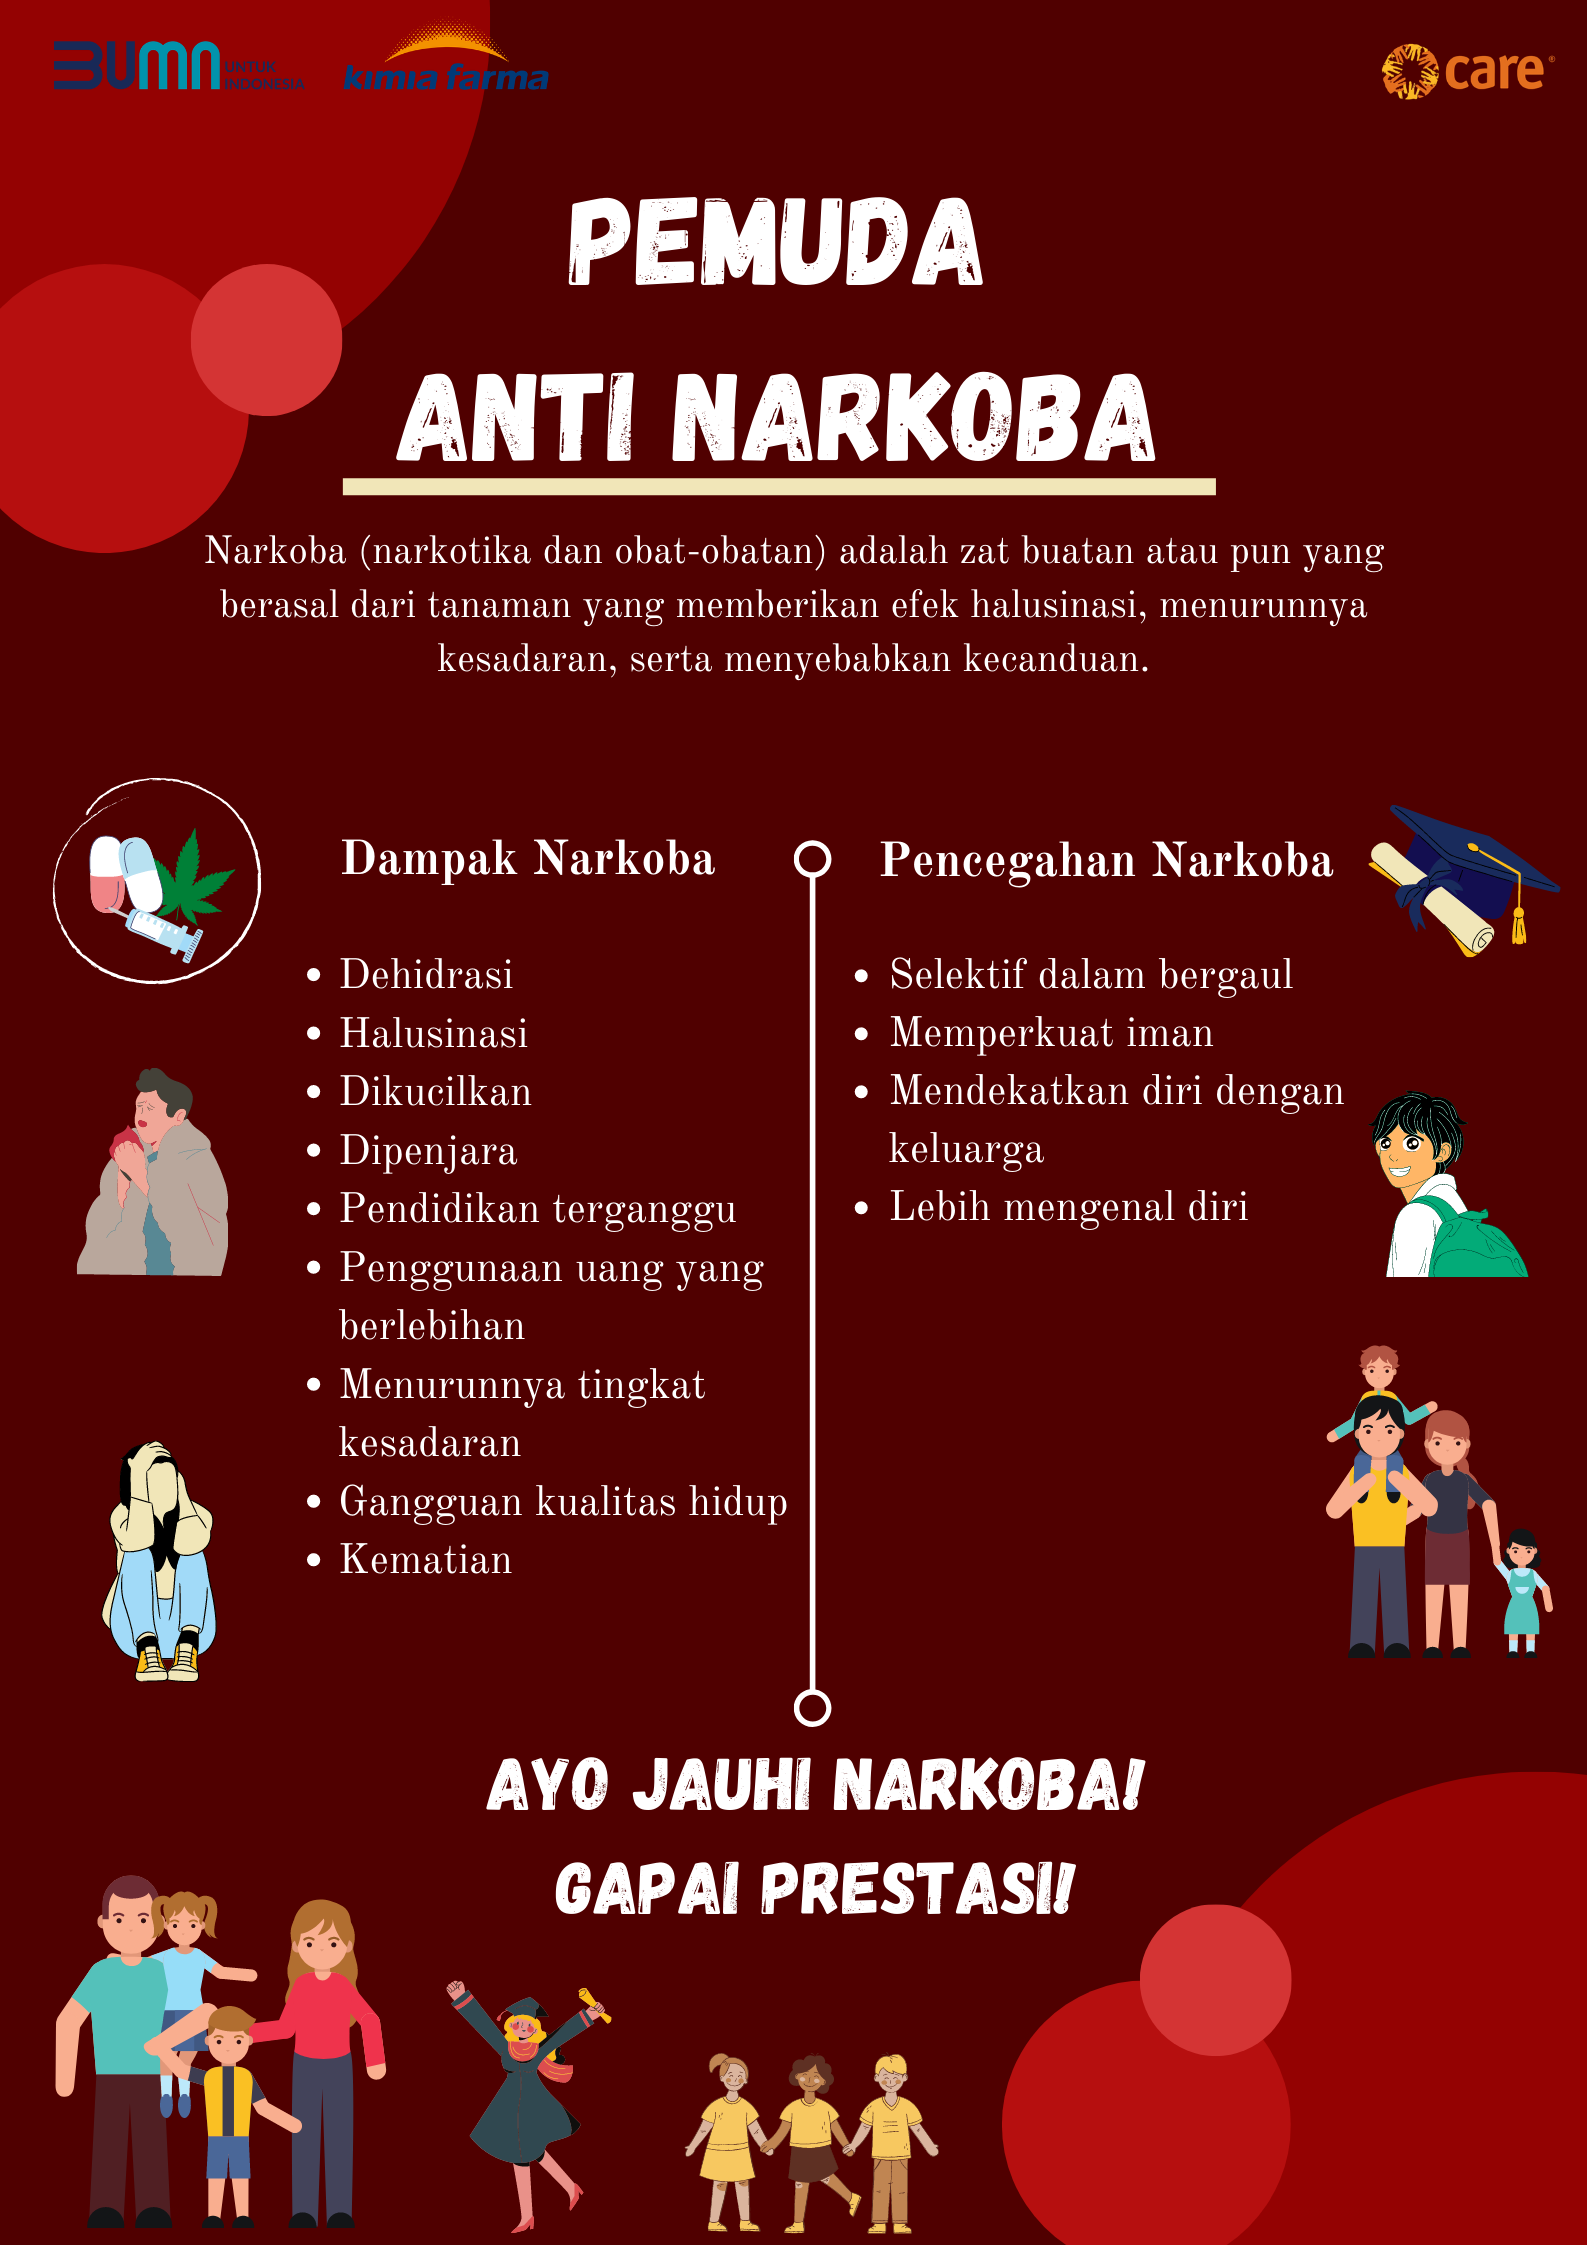 BUMN
UNTUK
INDONESIA
kimia farma
care®
PEMUDA
ANTI NARKOBA
Narkoba (narkotika dan obat-obatan) adalah zat buatan atau pun yang
berasal dari tanaman yang memberikan efek halusinasi, menurunnya
kesadaran, serta menyebabkan kecanduan.
Dampak Narkoba
• Dehidrasi
• Halusinasi
• Dikucilkan
• Dipenjara
• Pendidikan terganggu
• Penggunaan uang yang
berlebihan
• Menurunnya tingkat
kesadaran
• Gangguan kualitas hidup
• Kematian
Pencegahan Narkoba
• Selektif dalam bergaul
• Memperkuat iman
• Mendekatkan diri dengan
keluarga
• Lebih mengenal diri
AYO JAUHI NARKOBA!
GAPAI PRESTASI!